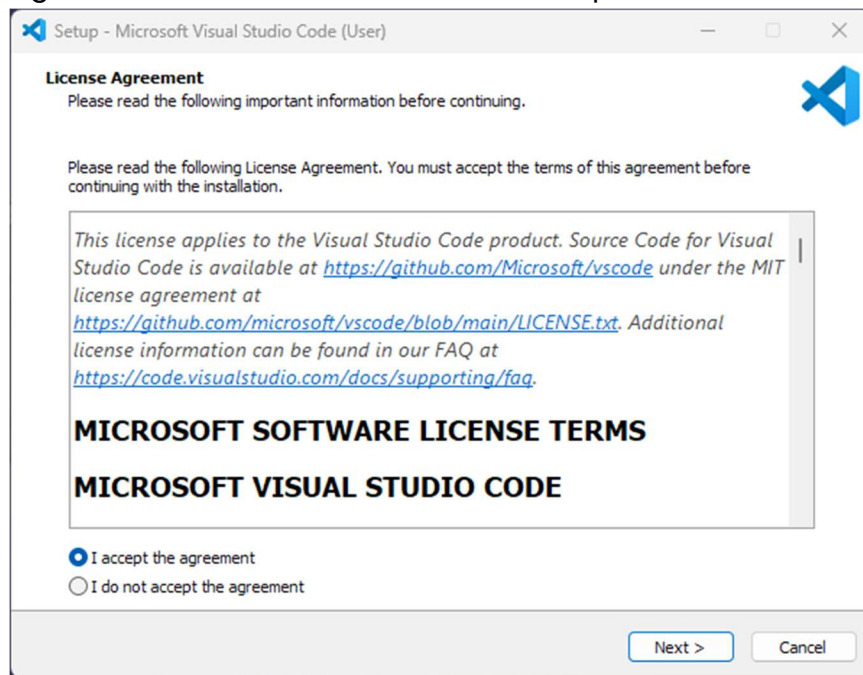 Setup - Microsoft Visual Studio Code (User)
License Agreement
Please read the following important information before continuing.
Please read the following License Agreement. You must accept the terms of this agreement before
continuing with the installation.
This license applies to the Visual Studio Code product. Source Code for Visual
Studio Code is available at https://github.com/Microsoft/vscode under the MIT
license agreement at
https://github.com/microsoft/vscode/blob/main/LICENSE.txt. Additional
license information can be found in our FAQ at
https://code.visualstudio.com/docs/supporting/faq.
MICROSOFT SOFTWARE LICENSE TERMS
MICROSOFT VISUAL STUDIO CODE
I accept the agreement
I do not accept the agreement
Next >
Cancel